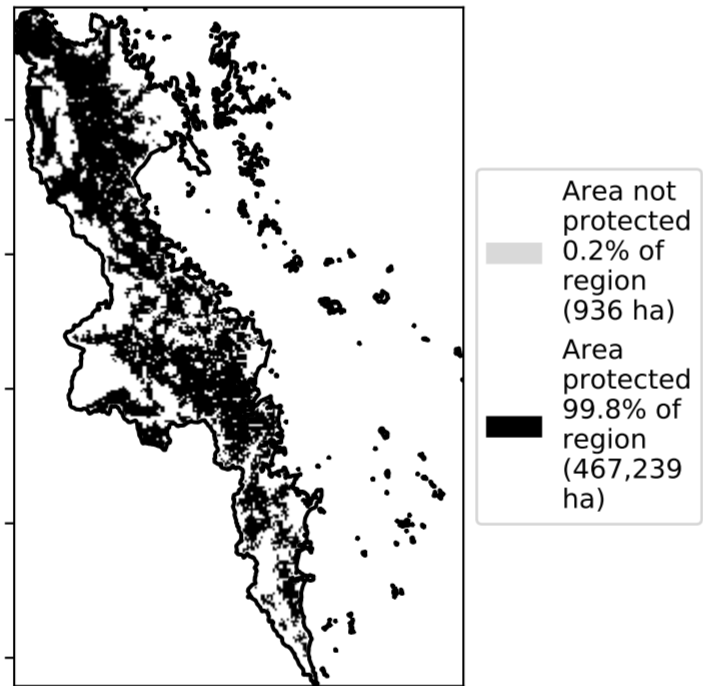 Area not
protected
0.2% of
region
(936 ha)
Area
protected
99.8% of
region
(467,239
ha)